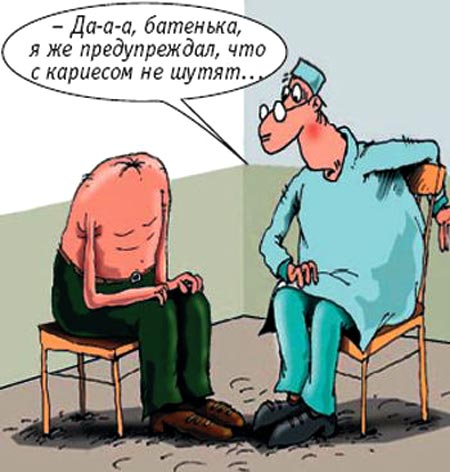 – Да-а-а, батенька,
я же предупреждал, что
с кариесом не шутят...